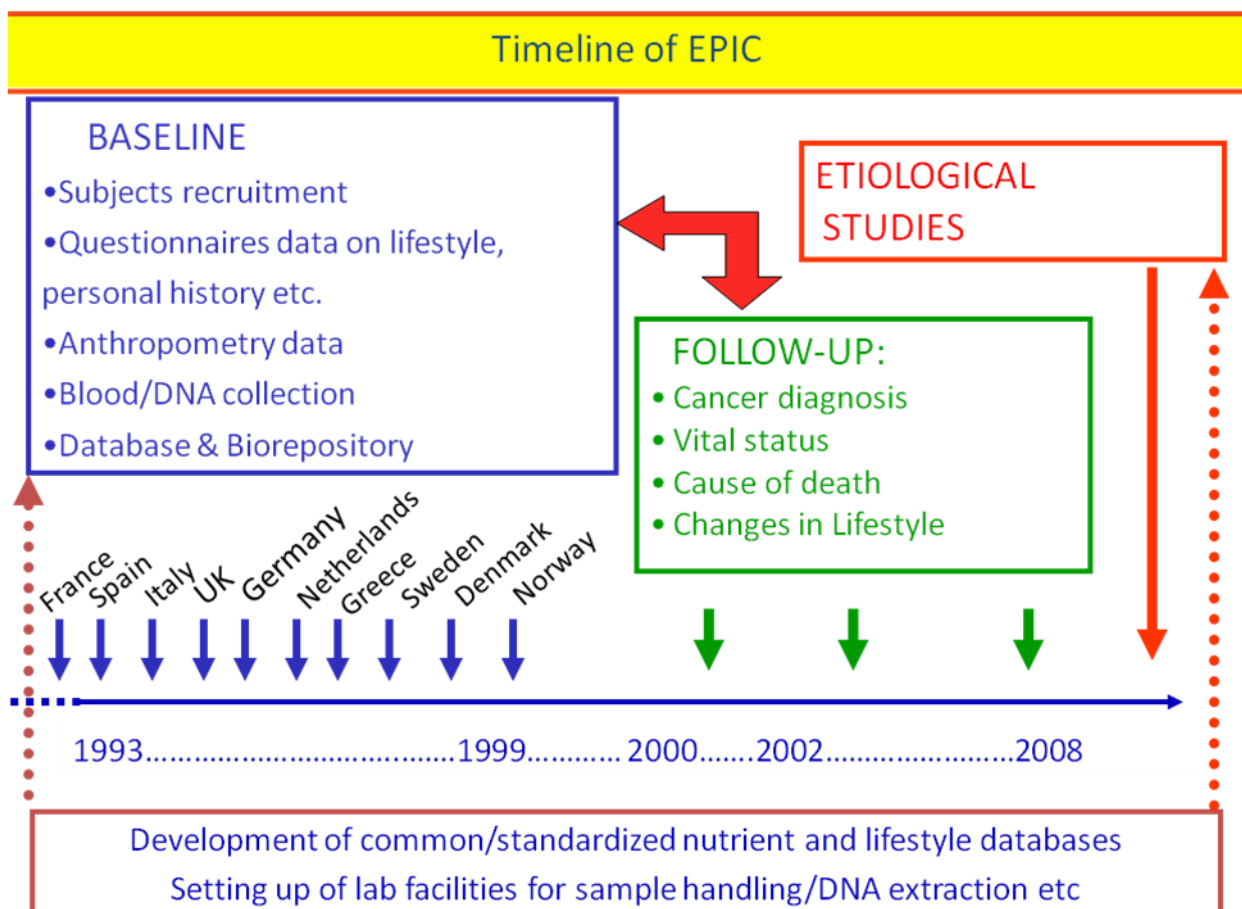 Timeline of EPIC
BASELINE
•Subjects recruitment
•Questionnaires data on lifestyle,
personal history etc.
•Anthropometry data
•Blood/DNA collection
•Database & Biorepository
ETIOLOGICAL
STUDIES
FOLLOW-UP:
• Cancer diagnosis
• Vital status
• Cause of death
• Changes in Lifestyle
France
Spain
Italy
UK
Germany
Netherlands
Greece
Sweden
Denmark
Norway
1993....................................1999.......... 2000.......2002.......................2008
Development of common/standardized nutrient and lifestyle databases
Setting up of lab facilities for sample handling/DNA extraction etc